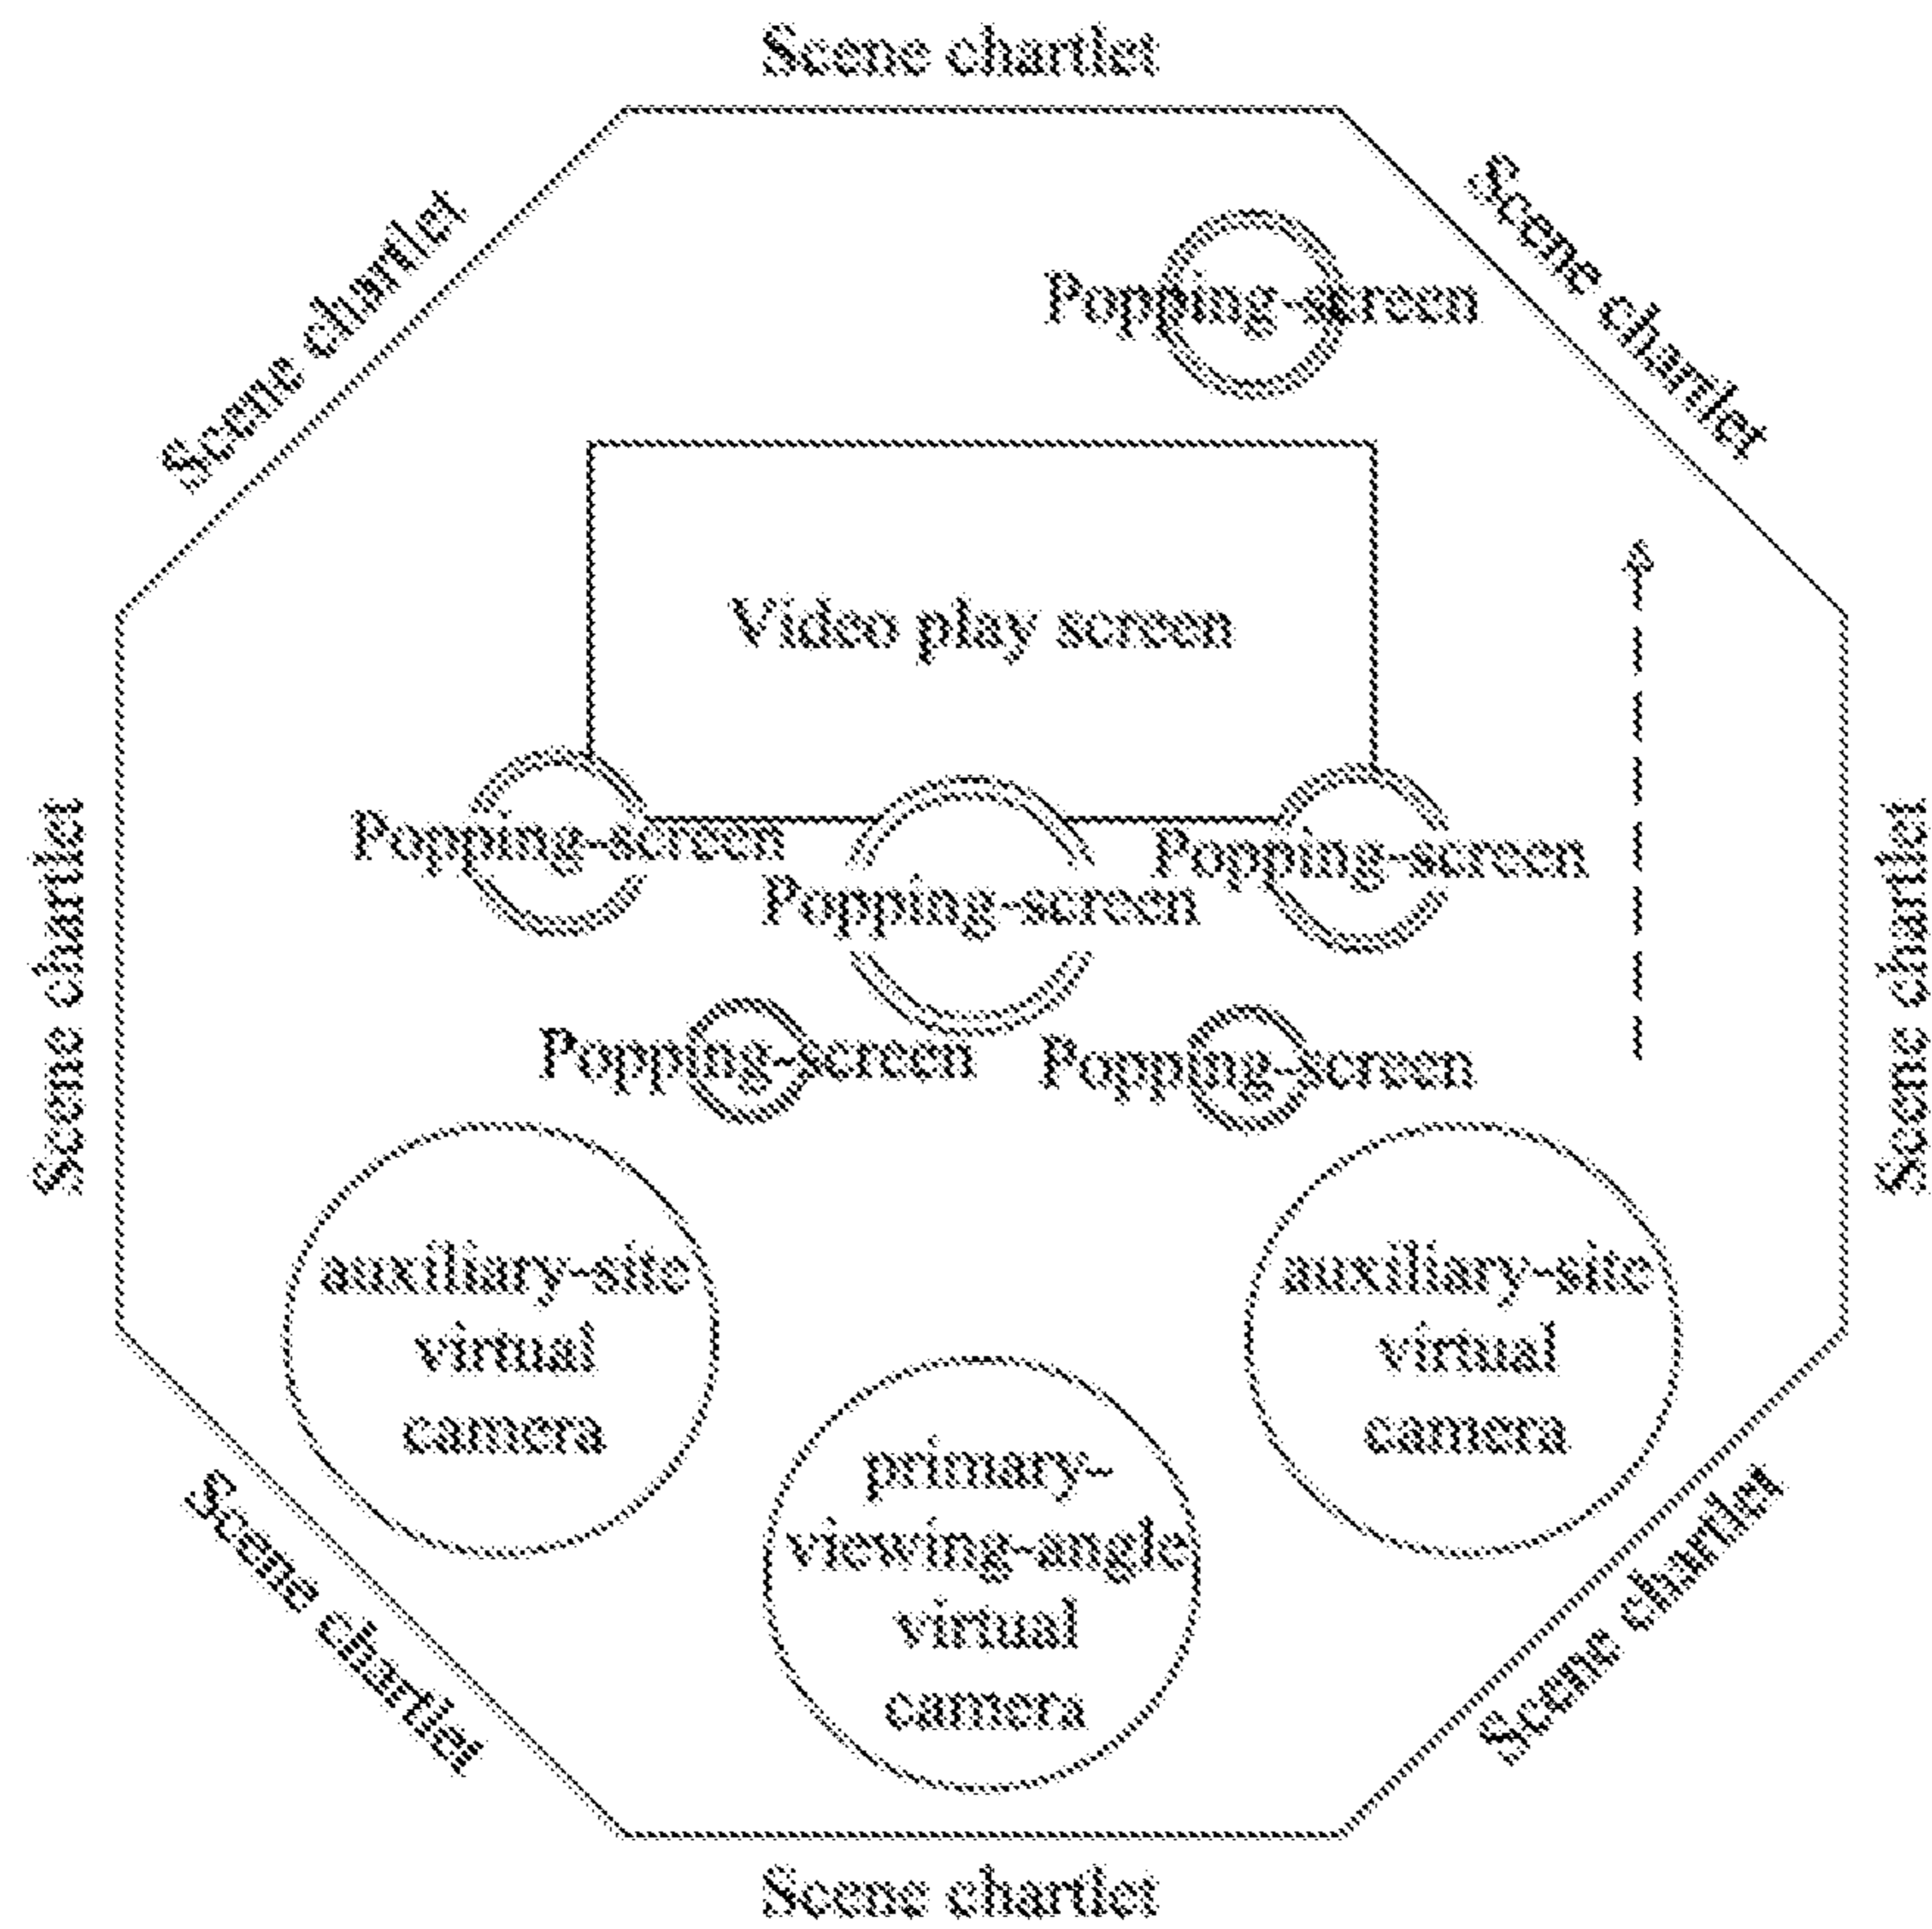 Scene chartlet
Scene chartlet
Scene chartlet
Popping-screen
Video play screen
Scene chartlet
Scene chartlet
Popping-screen
Popping-screen
Popping-screen
Popping-screen
Popping-screen
auxiliary-site
virtual
camera
auxiliary-site
virtual
camera
primary-
viewing-angle
virtual
camera
Scene chartlet
Scene chartlet
Scene chartlet